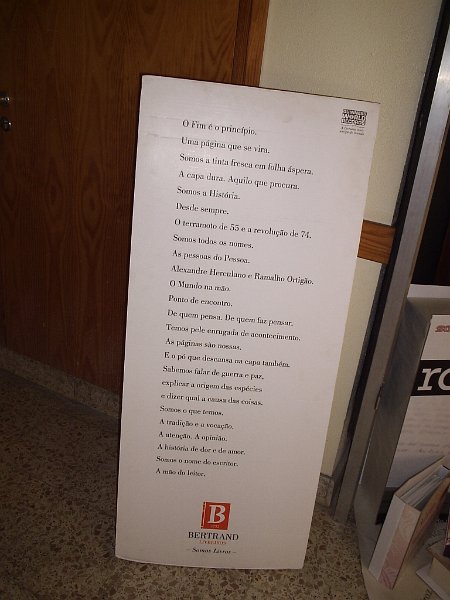 O Fim é o princípio.
Uma página que se vira.
Somos a tinta fresca em folha áspera.
A capa dura. Aquilo que procura.
Somos a História.
Desde sempre.
O terramoto de 55 e a revolução de 74.
Somos todos os nomes.
As pessoas do Pessoa.
Alexandre Herculano e Ramalho Ortigão.
O Mundo na mão.
Ponto de encontro.
De quem pensa. De quem faz pensar.
Temos pele enrugada de acontecimento.
As páginas são nossas.
E o pó que descansa na capa também.
Sabemos falar de guerra e paz,
explicar a origem das espécies
e dizer qual a causa das coisas.
Somos o que temos.
A tradição e a vocação.
A atenção. A opinião.
A história de dor e de amor.
Somos o nome do escritor.
A mão do leitor.
B
BERTRAND
LIVREIROS
– Somos Livros –
ro